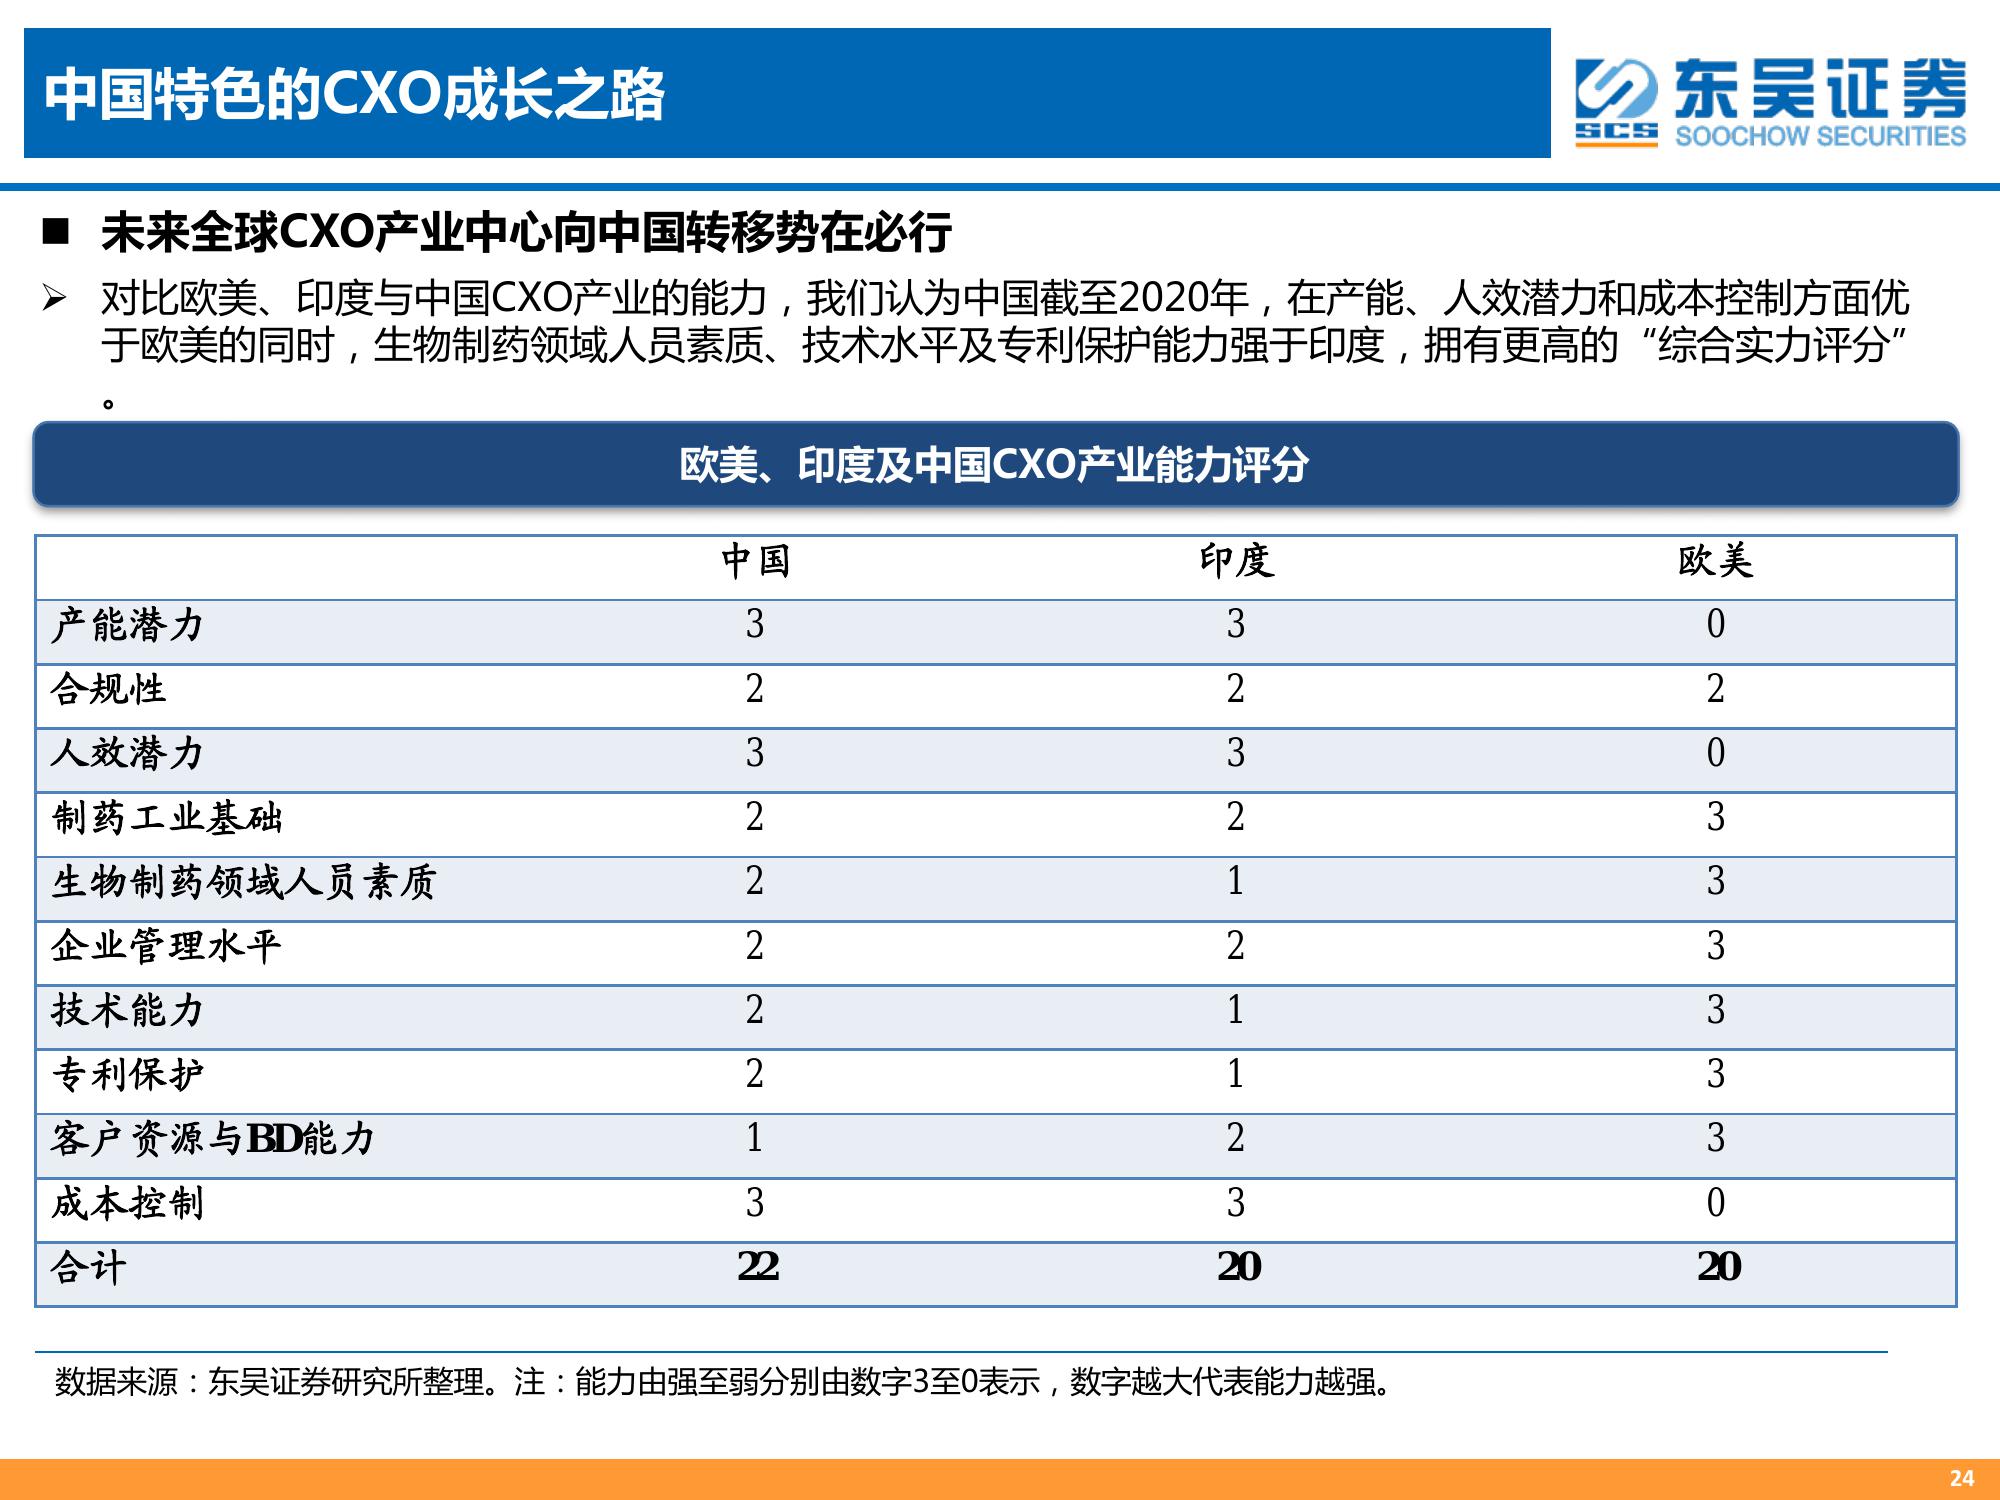 中国特色的CXO成长之路
东吴证券
SCS
SOOCHOW SECURITIES
■ 未来全球CXO产业中心向中国转移势在必行
➢ 对比欧美、印度与中国CXO产业的能力，我们认为中国截至2020年，在产能、人效潜力和成本控制方面优
于欧美的同时，生物制药领域人员素质、技术水平及专利保护能力强于印度，拥有更高的“综合实力评分”
。
欧美、印度及中国CXO产业能力评分
中国 印度 欧美
产能潜力 3 3 0
合规性 2 2 2
人效潜力 3 3 0
制药工业基础 2 2 3
生物制药领域人员素质 2 1 3
企业管理水平 2 2 3
技术能力 2 1 3
专利保护 2 1 3
客户资源与BD能力 1 2 3
成本控制 3 3 0
合计 22 20 20
数据来源：东吴证券研究所整理。注：能力由强至弱分别由数字3至0表示，数字越大代表能力越强。
24